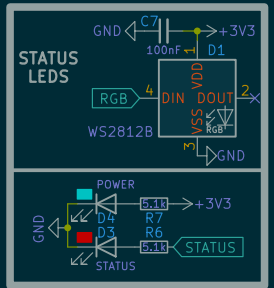 STATUS
LEDS
GND
C7
100nF
+3V3
D1
1
VDD
RGB
4
DIN
DOUT
2
VSS
RGB
WS2812B
3
GND
POWER
GND
D4
R7
5.1k
+3V3
D3
R6
5.1k
STATUS
STATUS